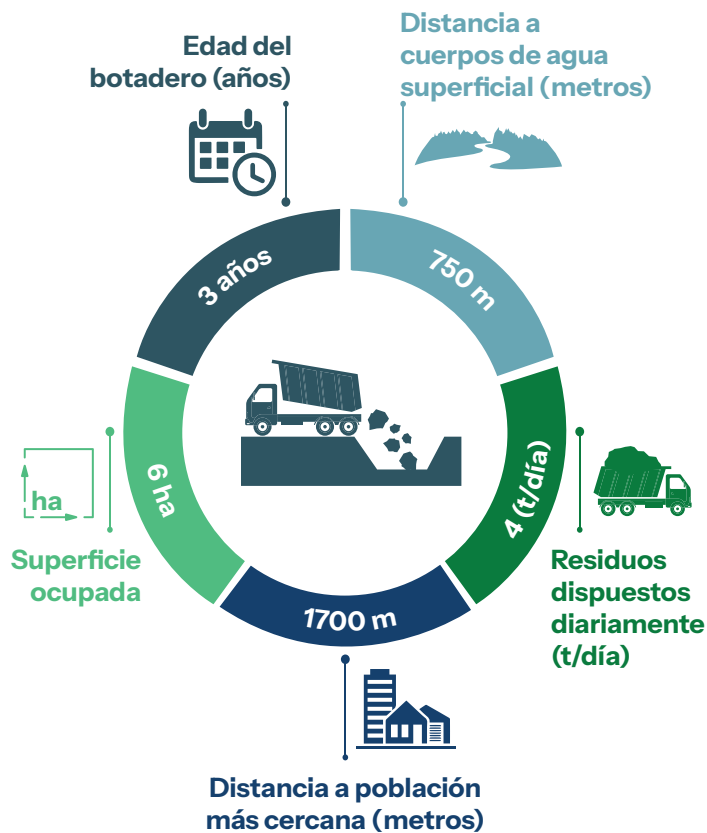 Edad del
botadero (años)
Distancia a
cuerpos de agua
superficial (metros)
3 años
750 m
6 ha
4 (t/día)
1700 m
ha
Superficie
ocupada
Residuos
dispuestos
diariamente
(t/día)
Distancia a población
más cercana (metros)